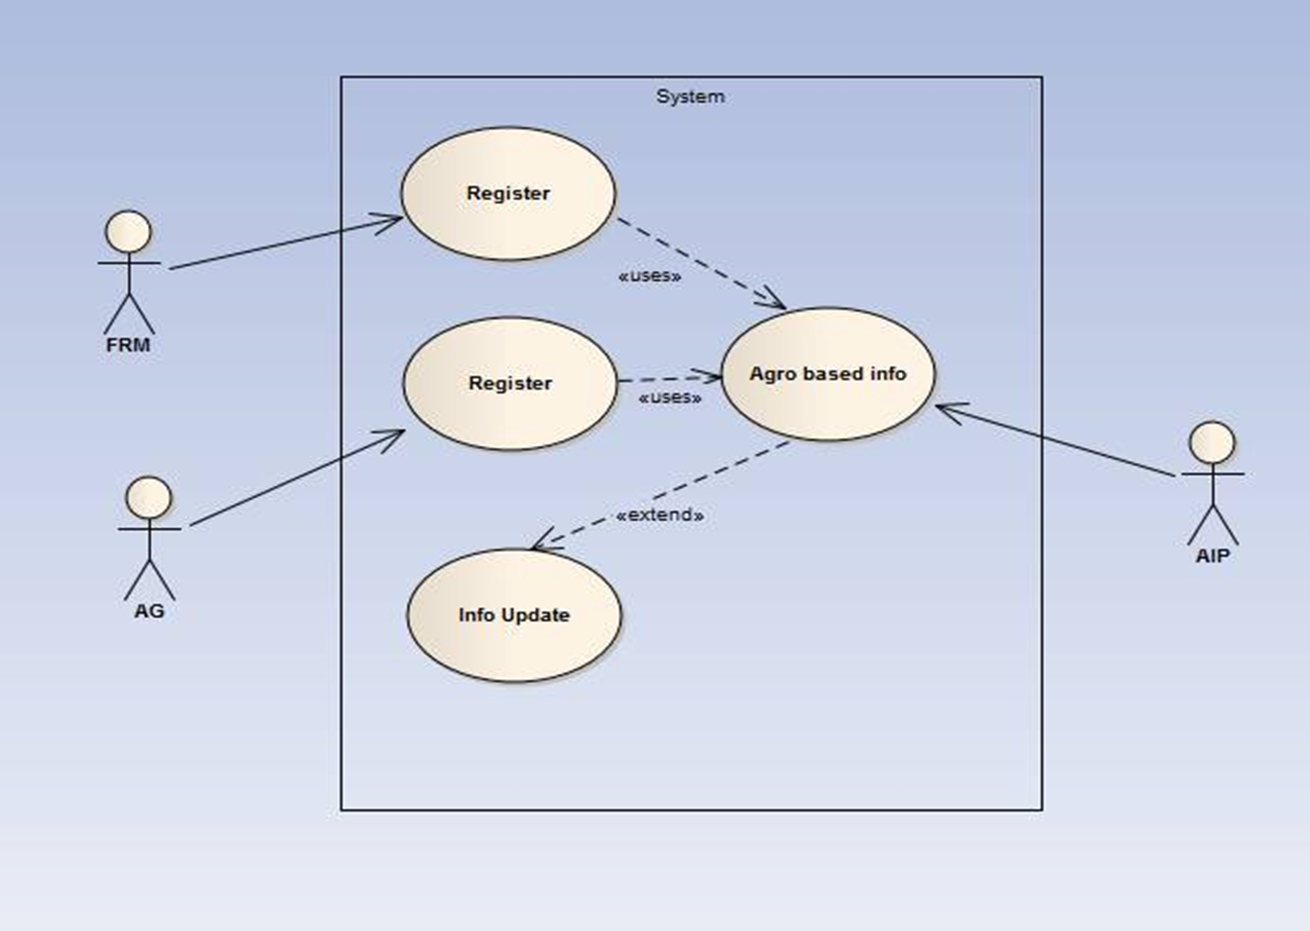 System
Register
«uses»
FRM
Register
Agro based info
«uses»
«extend»
AIP
AG
Info Update